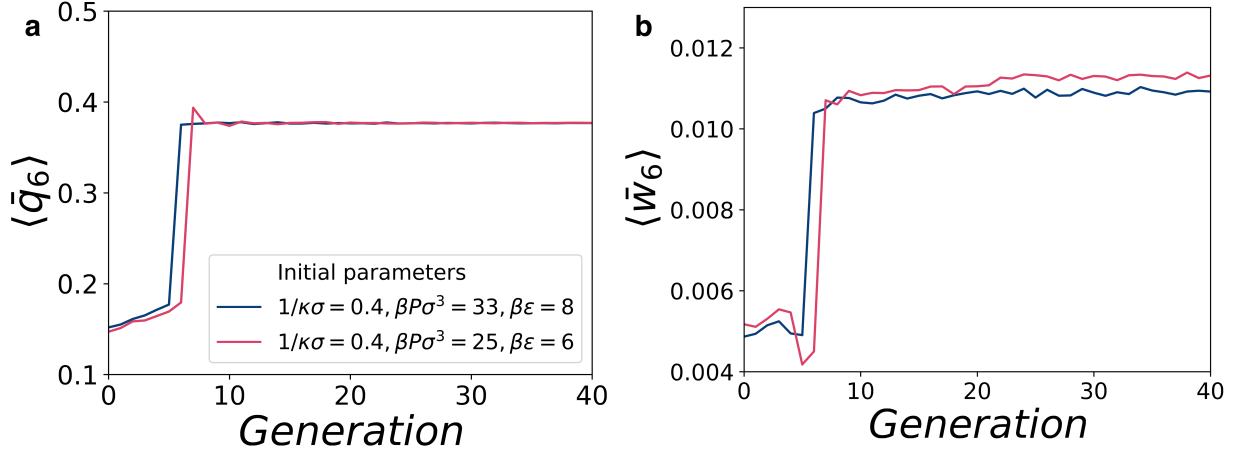 a
0.5
0.4
0.3
0.2
0.1
⟨q̄₆⟩
Initial parameters
1/κσ = 0.4, βPσ³ = 33, βε = 8
1/κσ = 0.4, βPσ³ = 25, βε = 6
0 10 20 30 40
Generation
b
0.012
0.010
0.008
0.006
0.004
⟨w̄₆⟩
0 10 20 30 40
Generation